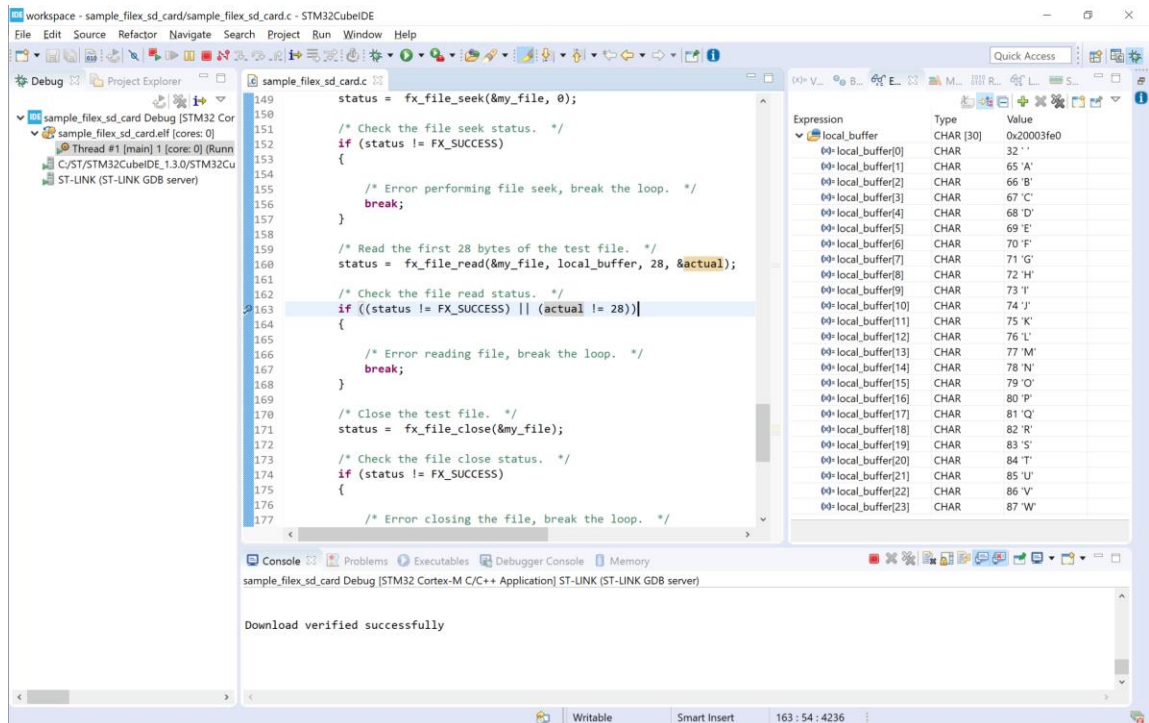 workspace - sample_filex_sd_card/sample_filex_sd_card.c - STM32CubeIDE
File Edit Source Refactor Navigate Search Project Run Window Help
Quick Access
Debug Project Explorer
sample_filex_sd_card Debug [STM32 Cor
sample_filex_sd_card.elf [cores: 0]
Thread #1 [main] 1 [core: 0] (Runn
C:/ST/STM32CubeIDE_1.3.0/STM32Cu
ST-LINK (ST-LINK GDB server)
sample_filex_sd_card.c
149 status = fx_file_seek(&my_file, 0);
150
151 /* Check the file seek status. */
152 if (status != FX_SUCCESS)
153 {
154
155 /* Error performing file seek, break the loop. */
156 break;
157 }
158
159 /* Read the first 28 bytes of the test file. */
160 status = fx_file_read(&my_file, local_buffer, 28, &actual);
161
162 /* Check the file read status. */
163 if ((status != FX_SUCCESS) || (actual != 28))
164 {
165
166 /* Error reading file, break the loop. */
167 break;
168 }
169
170 /* Close the test file. */
171 status = fx_file_close(&my_file);
172
173 /* Check the file close status. */
174 if (status != FX_SUCCESS)
175 {
176
177 /* Error closing the file, break the loop. */
(x)= V... B... E... M... R... L... S...
Expression Type Value
local_buffer CHAR [30] 0x20003fe0
(x)= local_buffer[0] CHAR 32 ' '
(x)= local_buffer[1] CHAR 65 'A'
(x)= local_buffer[2] CHAR 66 'B'
(x)= local_buffer[3] CHAR 67 'C'
(x)= local_buffer[4] CHAR 68 'D'
(x)= local_buffer[5] CHAR 69 'E'
(x)= local_buffer[6] CHAR 70 'F'
(x)= local_buffer[7] CHAR 71 'G'
(x)= local_buffer[8] CHAR 72 'H'
(x)= local_buffer[9] CHAR 73 'I'
(x)= local_buffer[10] CHAR 74 'J'
(x)= local_buffer[11] CHAR 75 'K'
(x)= local_buffer[12] CHAR 76 'L'
(x)= local_buffer[13] CHAR 77 'M'
(x)= local_buffer[14] CHAR 78 'N'
(x)= local_buffer[15] CHAR 79 'O'
(x)= local_buffer[16] CHAR 80 'P'
(x)= local_buffer[17] CHAR 81 'Q'
(x)= local_buffer[18] CHAR 82 'R'
(x)= local_buffer[19] CHAR 83 'S'
(x)= local_buffer[20] CHAR 84 'T'
(x)= local_buffer[21] CHAR 85 'U'
(x)= local_buffer[22] CHAR 86 'V'
(x)= local_buffer[23] CHAR 87 'W'
Console Problems Executables Debugger Console Memory
sample_filex_sd_card Debug [STM32 Cortex-M C/C++ Application] ST-LINK (ST-LINK GDB server)
Download verified successfully
Writable Smart Insert 163 : 54 : 4236